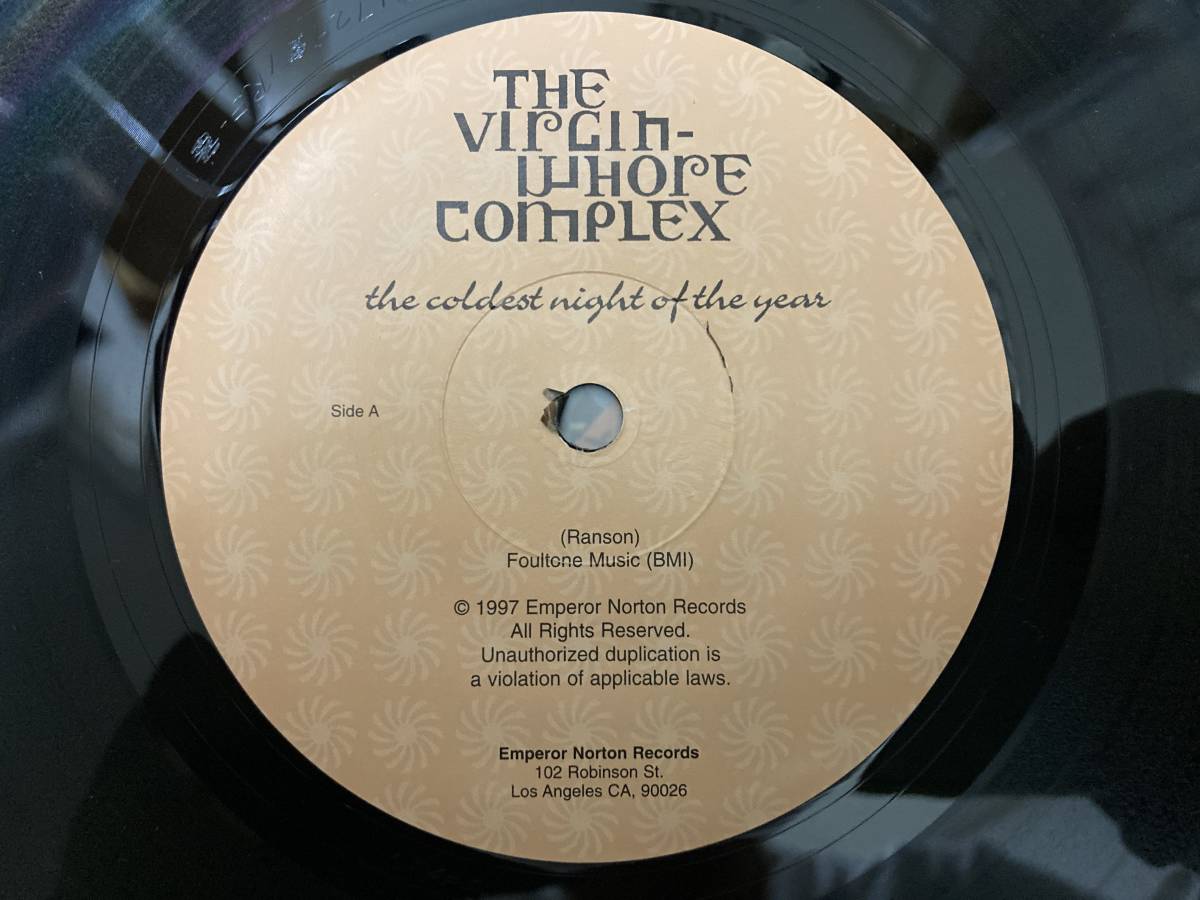 THE
VIRGIN-
WHORE
COMPLEX
the coldest night of the year
Side A
(Ranson)
Foultone Music (BMI)
© 1997 Emperor Norton Records
All Rights Reserved.
Unauthorized duplication is
a violation of applicable laws.
Emperor Norton Records
102 Robinson St.
Los Angeles CA, 90026